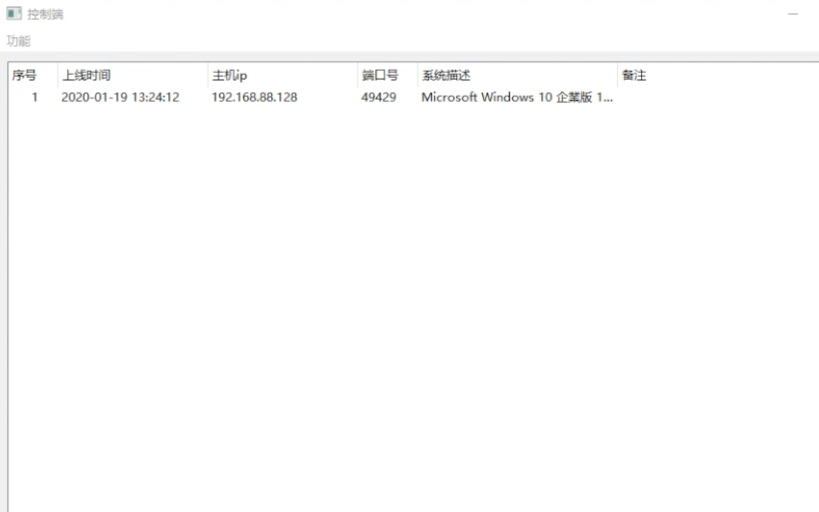 控制端
功能
序号 上线时间 主机ip 端口号 系统描述 备注
1 2020-01-19 13:24:12 192.168.88.128 49429 Microsoft Windows 10 企業版 1...